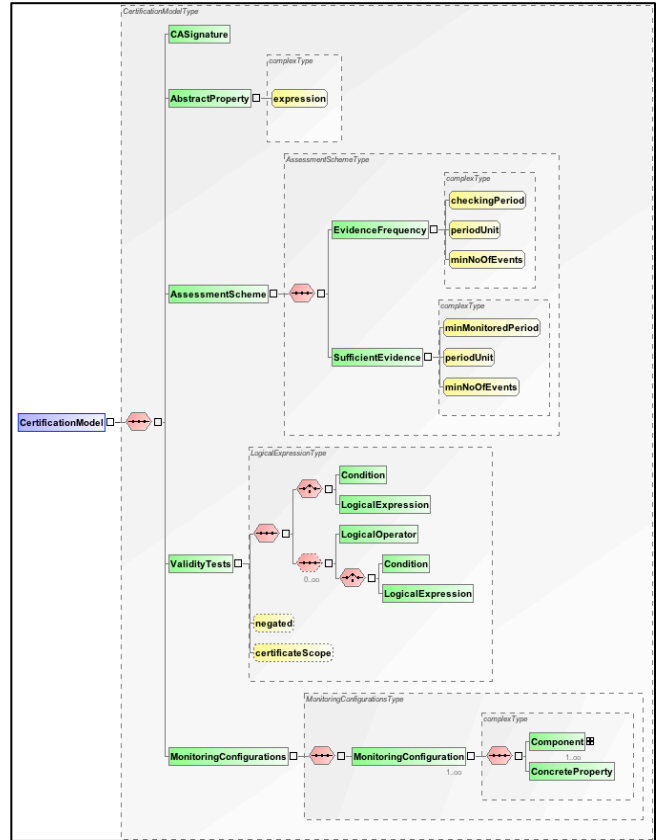 CertificationModelType
CASignature
complexType
AbstractProperty
expression
AssessmentSchemeType
complexType
checkingPeriod
EvidenceFrequency
periodUnit
minNoOfEvents
AssessmentScheme
complexType
minMonitoredPeriod
SufficientEvidence
periodUnit
minNoOfEvents
CertificationModel
LogicalExpressionType
Condition
LogicalExpression
LogicalOperator
ValidityTests
Condition
0..∞
LogicalExpression
negated
certificateScope
MonitoringConfigurationsType
complexType
Component
1..∞
MonitoringConfigurations
MonitoringConfiguration
1..∞
ConcreteProperty